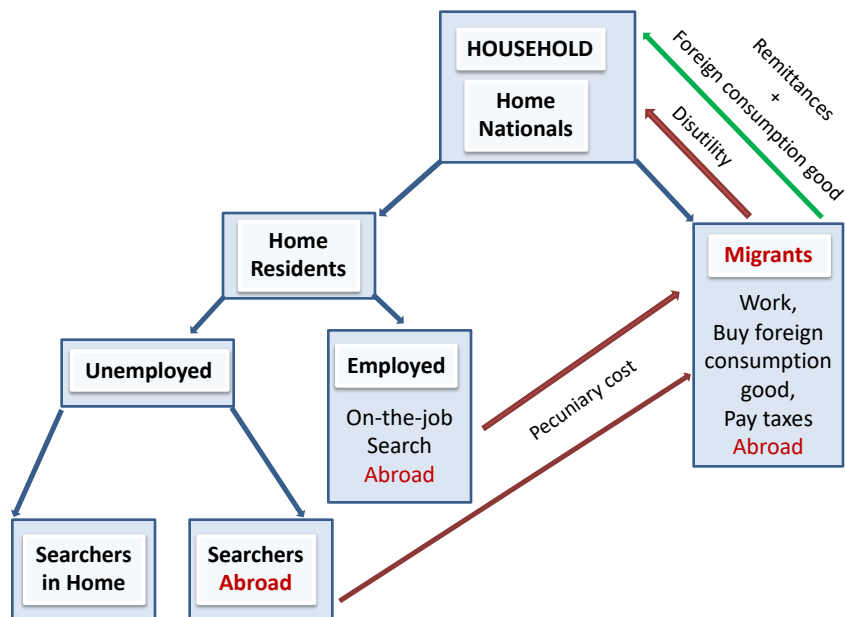 HOUSEHOLD
Home
Nationals
Remittances
+
Foreign consumption good
Disutility
Home
Residents
Migrants
Work,
Buy foreign
consumption
good,
Pay taxes
Abroad
Unemployed
Employed
On-the-job
Search
Abroad
Pecuniary cost
Searchers
in Home
Searchers
Abroad